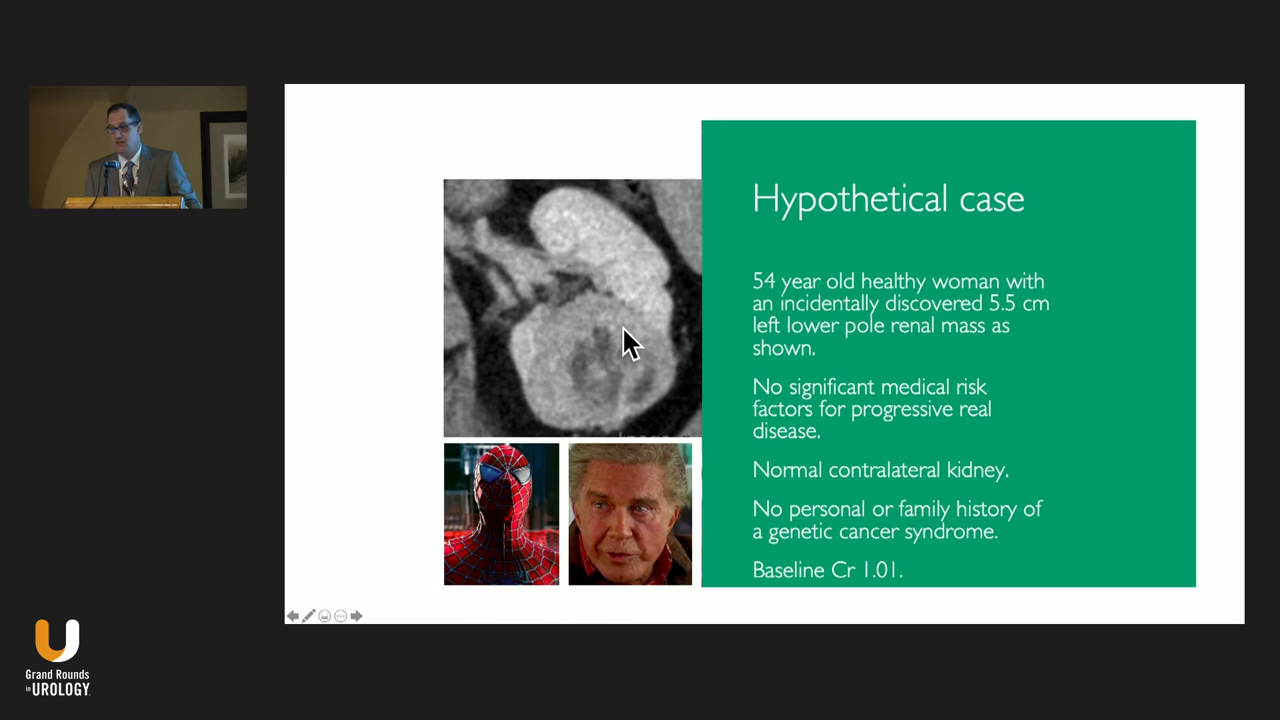 Hypothetical case
54 year old healthy woman with
an incidentally discovered 5.5 cm
left lower pole renal mass as
shown.
No significant medical risk
factors for progressive real
disease.
Normal contralateral kidney.
No personal or family history of
a genetic cancer syndrome.
Baseline Cr 1.01.
Grand Rounds
in UROLOGY